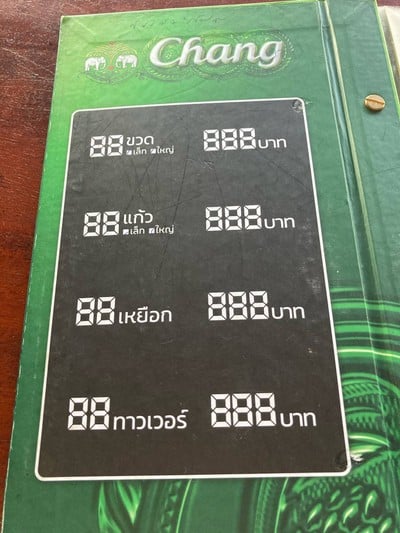 Chang
88 ขวด 888 บาท
เล็ก ใหญ่
88 แก้ว 888 บาท
เล็ก ใหญ่
88 เหยือก 888 บาท
88 ทาวเวอร์ 888 บาท